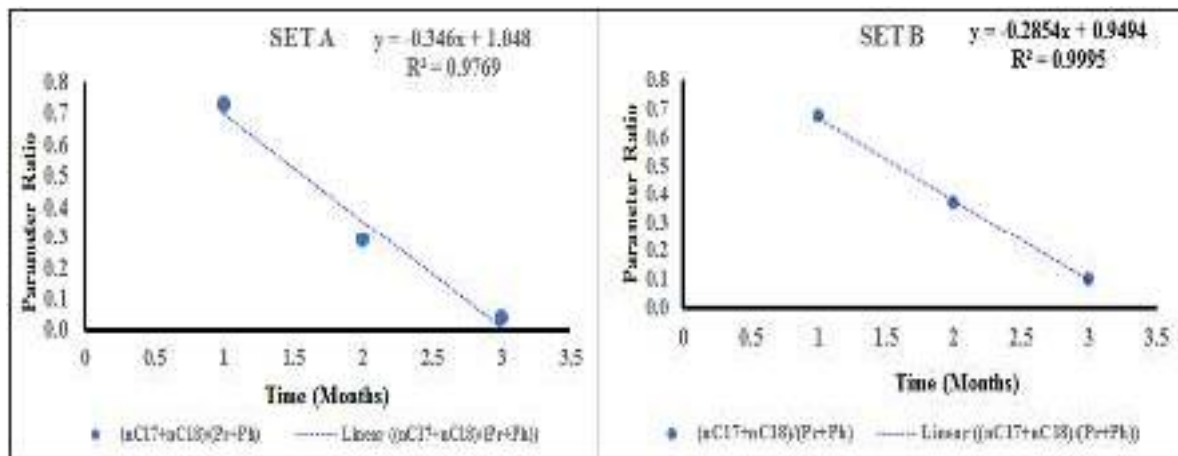 SET A y = -0.346x + 1.048
R² = 0.9769
Parameter Ratio
0.8
0.7
0.6
0.5
0.4
0.3
0.2
0.1
0.0
0 0.5 1 1.5 2 2.5 3 3.5
Time (Months)
(nC17+nC18)/(Pr+Ph) Linear ((nC17+nC18)/(Pr+Ph))
SET B y = -0.2854x + 0.9494
R² = 0.9995
Parameter Ratio
0.8
0.7
0.6
0.5
0.4
0.3
0.2
0.1
0.0
0 0.5 1 1.5 2 2.5 3 3.5
Time (Months)
(nC17+nC18)/(Pr+Ph) Linear ((nC17+nC18)/(Pr+Ph))